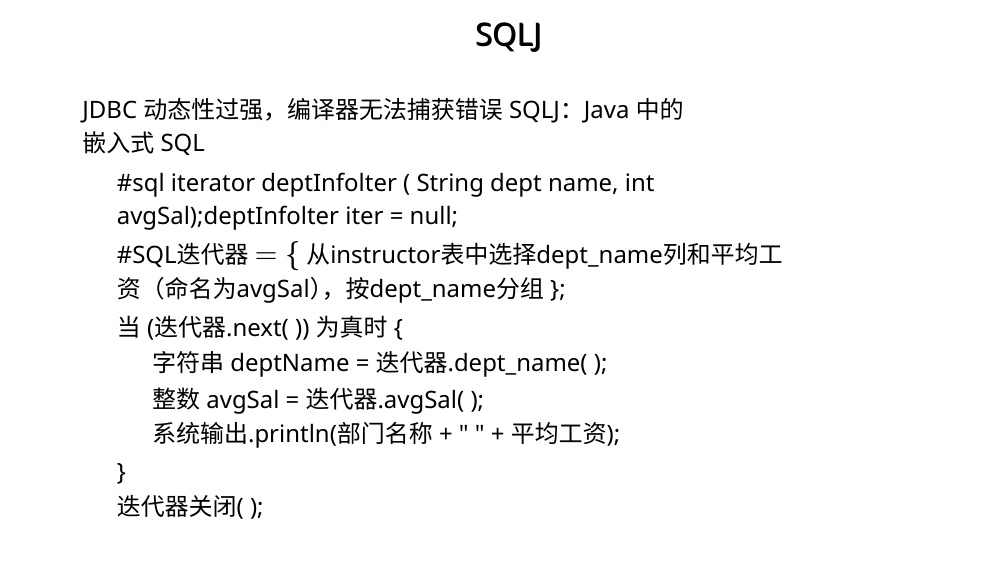 SQLJ
JDBC 动态性过强，编译器无法捕获错误 SQLJ：Java 中的
嵌入式 SQL
#sql iterator deptInfolter ( String dept name, int
avgSal);deptInfolter iter = null;
#SQL迭代器 = { 从instructor表中选择dept_name列和平均工
资（命名为avgSal），按dept_name分组 };
当 (迭代器.next( )) 为真时 {
字符串 deptName = 迭代器.dept_name( );
整数 avgSal = 迭代器.avgSal( );
系统输出.println(部门名称 + " " + 平均工资);
}
迭代器关闭( );